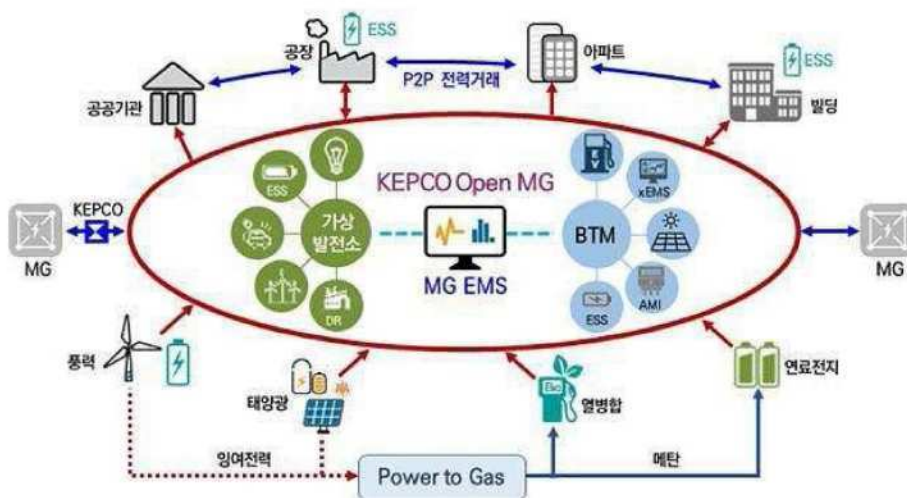 공장
ESS
아파트
ESS
P2P 전력거래
공공기관
빌딩
KEPCO Open MG
ESS
xEMS
KEPCO
가상
발전소
BTM
MG
MG
MG EMS
DR
ESS
AMI
풍력
태양광
열병합
Eko
연료전지
잉여전력
메탄
Power to Gas